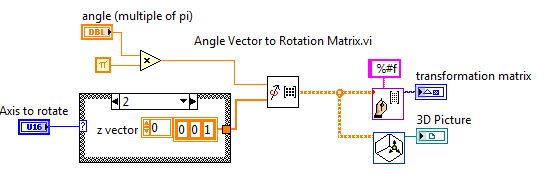 angle (multiple of pi)
DBL
π
×
Angle Vector to Rotation Matrix.vi
%#f
transformation matrix
2
Axis to rotate
U16
?
z vector
0
0 0 1
3D Picture